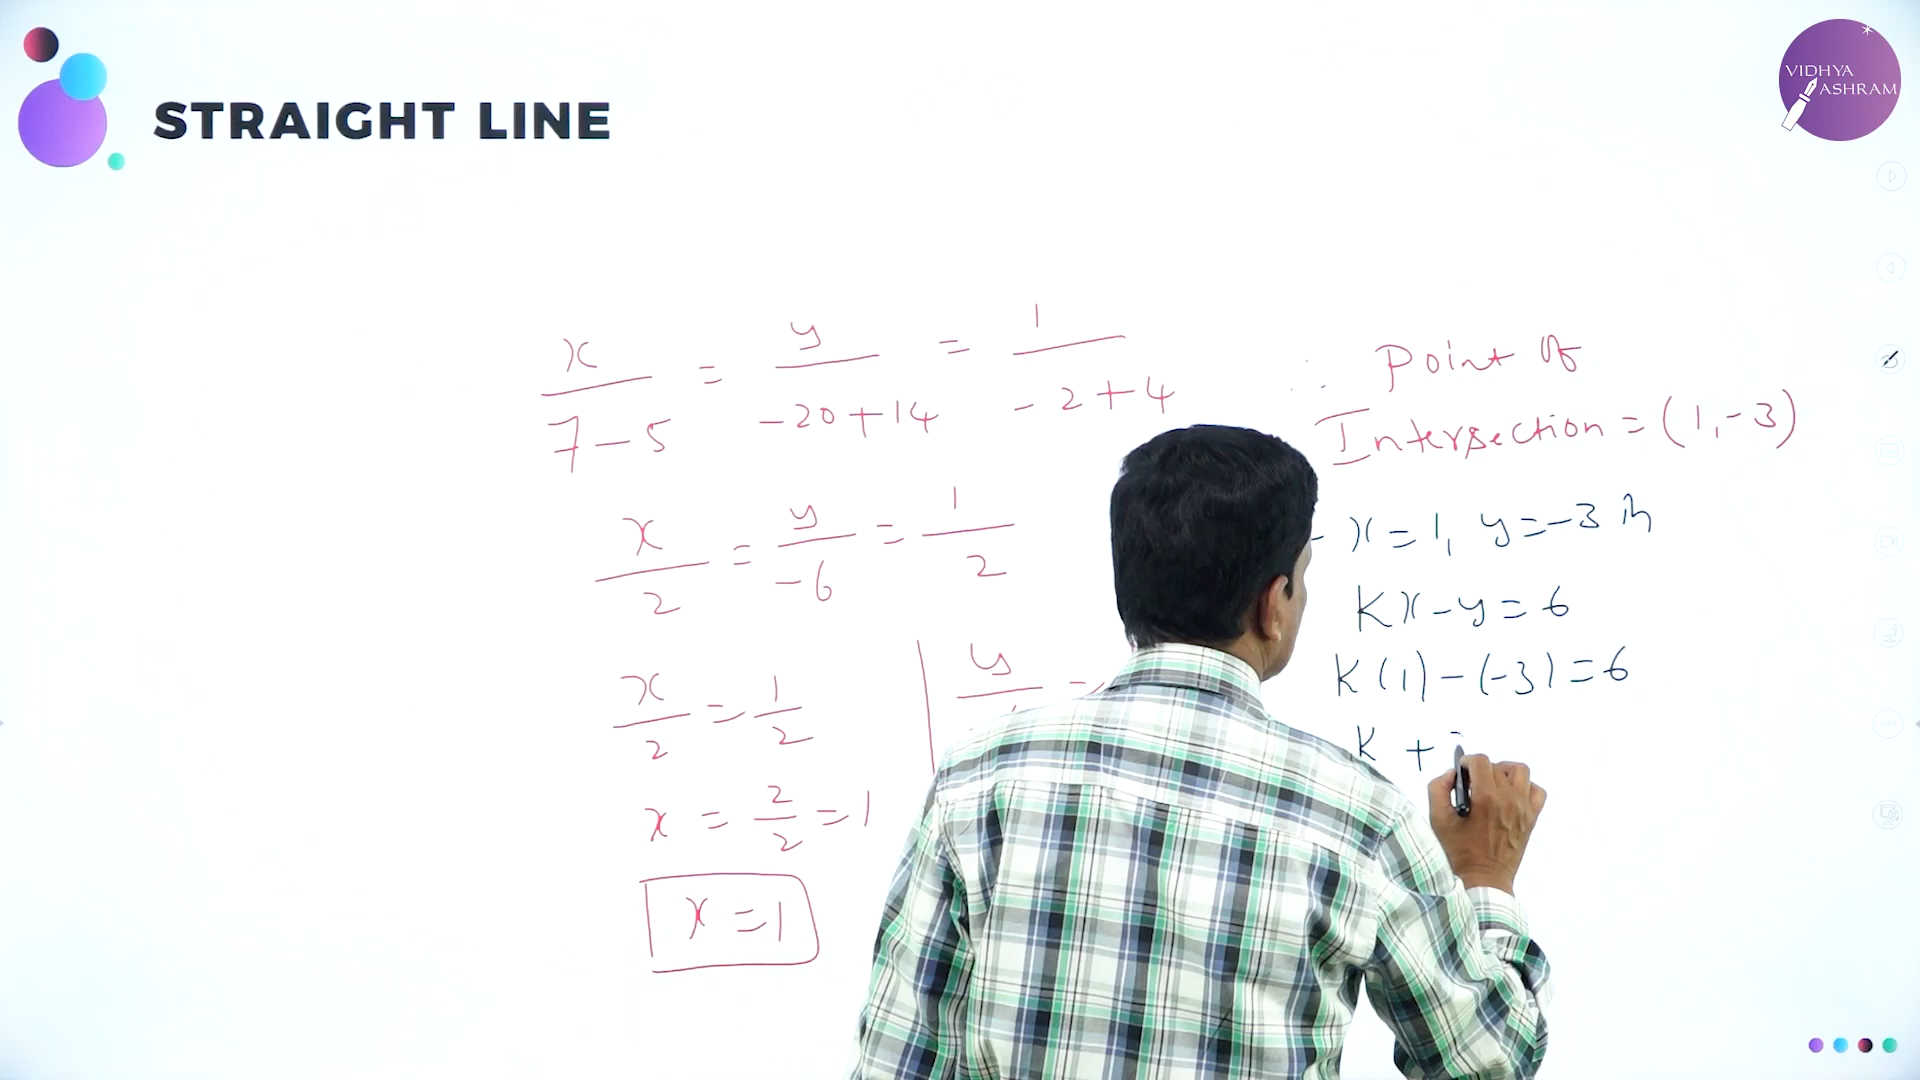 STRAIGHT LINE
VIDHYA
ASHRAM
x/7-5 = y/-20+14 = 1/-2+4
x/2 = y/-6 = 1/2
x/2 = 1/2
x = 2/2 = 1
x = 1
y
∴ Point of
Intersection = (1, -3)
x = 1, y = -3 in
Kx - y = 6
K(1) - (-3) = 6
K +